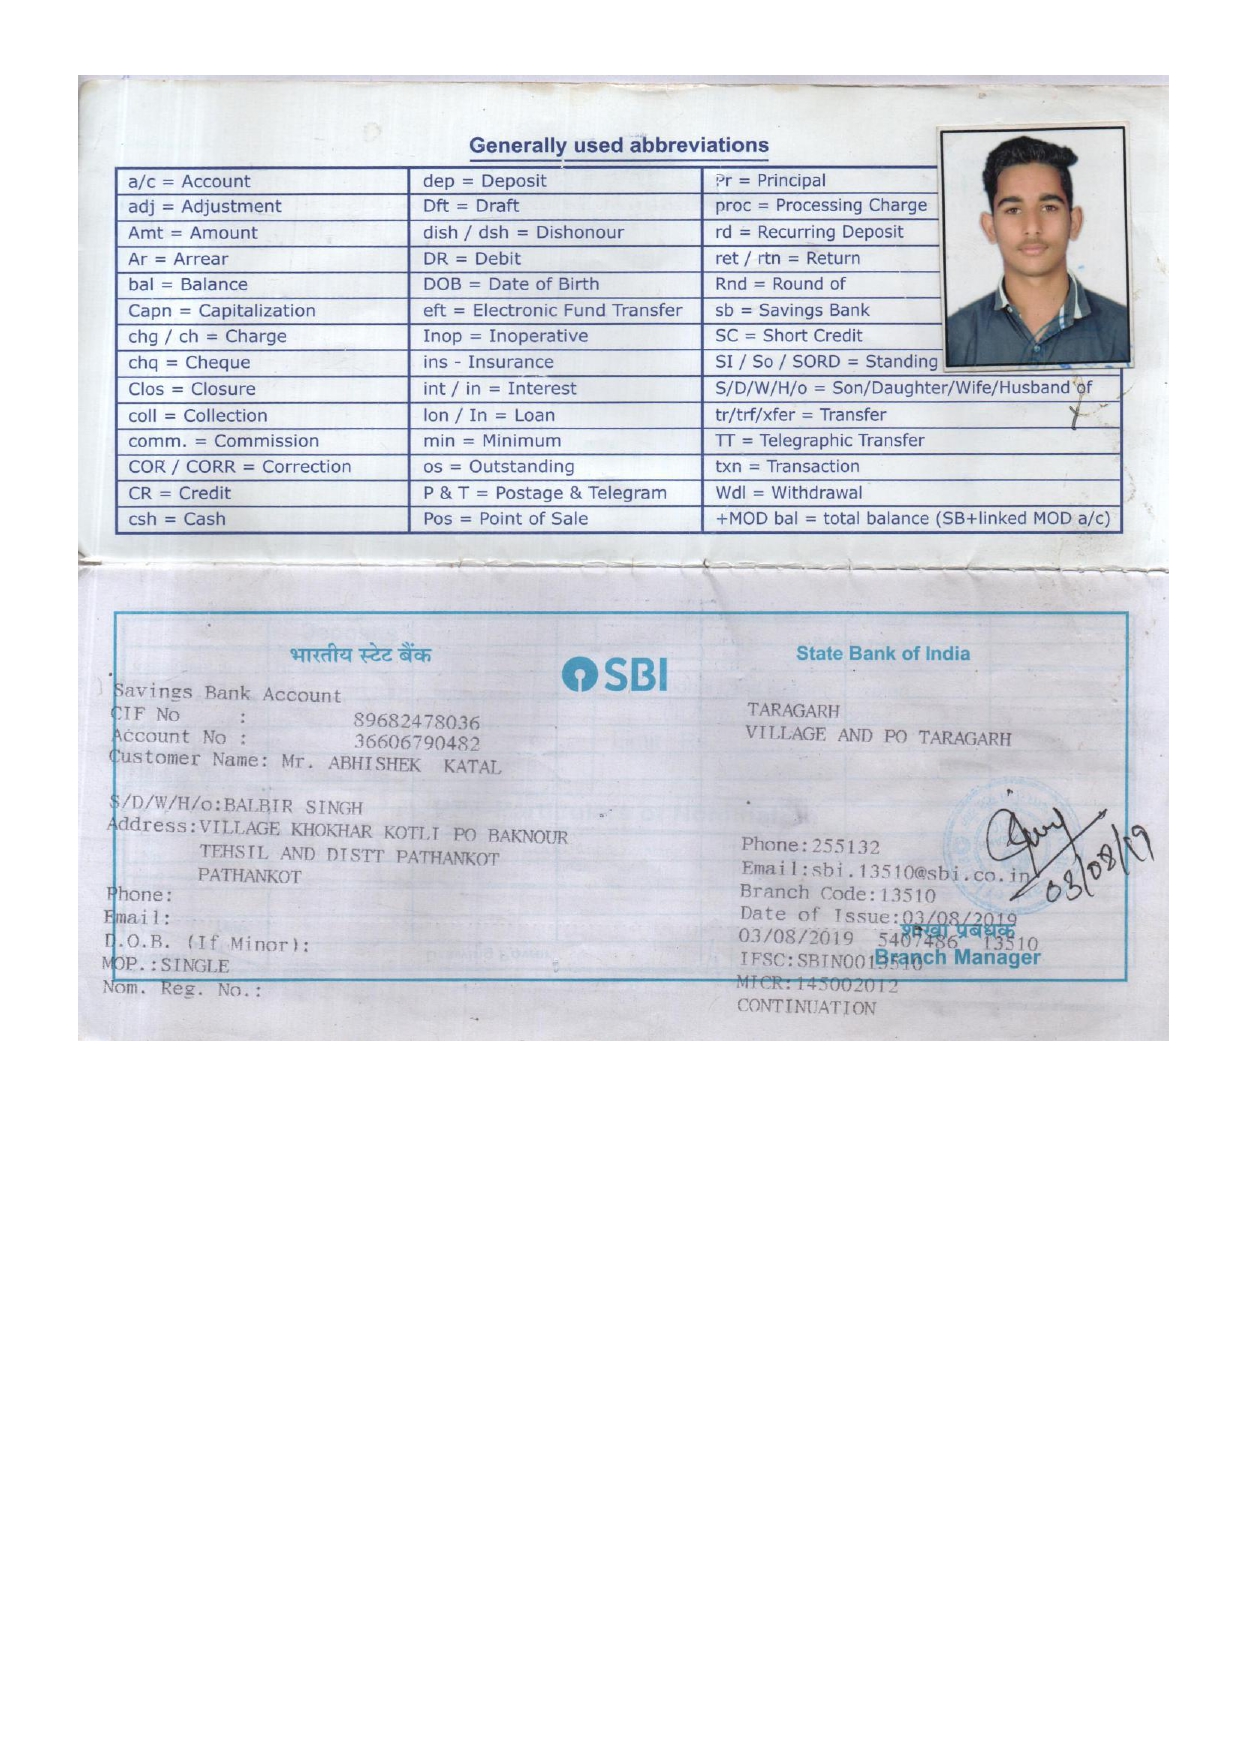 Generally used abbreviations
a/c = Account
dep = Deposit
Pr = Principal
adj = Adjustment
Dft = Draft
proc = Processing Charge
Amt = Amount
dish / dsh = Dishonour
rd = Recurring Deposit
Ar = Arrear
DR = Debit
ret / rtn = Return
bal = Balance
DOB = Date of Birth
Rnd = Round of
Capn = Capitalization
eft = Electronic Fund Transfer
sb = Savings Bank
chg / ch = Charge
Inop = Inoperative
SC = Short Credit
chq = Cheque
ins - Insurance
SI / So / SORD = Standing
Clos = Closure
int / in = Interest
S/D/W/H/o = Son/Daughter/Wife/Husband of
coll = Collection
lon / In = Loan
tr/trf/xfer = Transfer
comm. = Commission
min = Minimum
TT = Telegraphic Transfer
COR / CORR = Correction
os = Outstanding
txn = Transaction
CR = Credit
P & T = Postage & Telegram
Wdl = Withdrawal
csh = Cash
Pos = Point of Sale
+MOD bal = total balance (SB+linked MOD a/c)
भारतीय स्टेट बैंक
SBI
State Bank of India
Savings Bank Account
CIF No : 89682478036
Account No : 36606790482
Customer Name: Mr. ABHISHEK KATAL
S/D/W/H/o:BALBIR SINGH
Address:VILLAGE KHOKHAR KOTLI PO BAKNOUR
TEHSIL AND DISTT PATHANKOT
PATHANKOT
Phone:
Email:
D.O.B. (If Minor):
MOP.:SINGLE
Nom. Reg. No.:
TARAGARH
VILLAGE AND PO TARAGARH
Phone:255132
Email:sbi.13510@sbi.co.in
Branch Code:13510
Date of Issue:03/08/2019
03/08/2019 5407486 13510
IFSC:SBIN0013510
MICR:145002012
CONTINUATION
03/08/19
शाखा प्रबंधक
Branch Manager